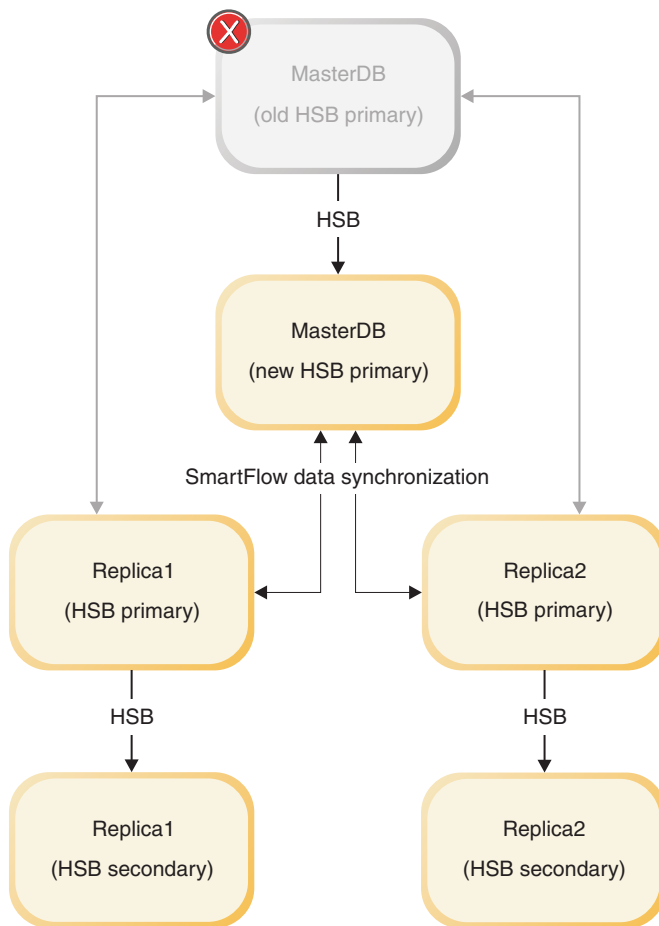 X
MasterDB
(old HSB primary)
HSB
MasterDB
(new HSB primary)
SmartFlow data synchronization
Replica1
(HSB primary)
Replica2
(HSB primary)
HSB
HSB
Replica1
(HSB secondary)
Replica2
(HSB secondary)